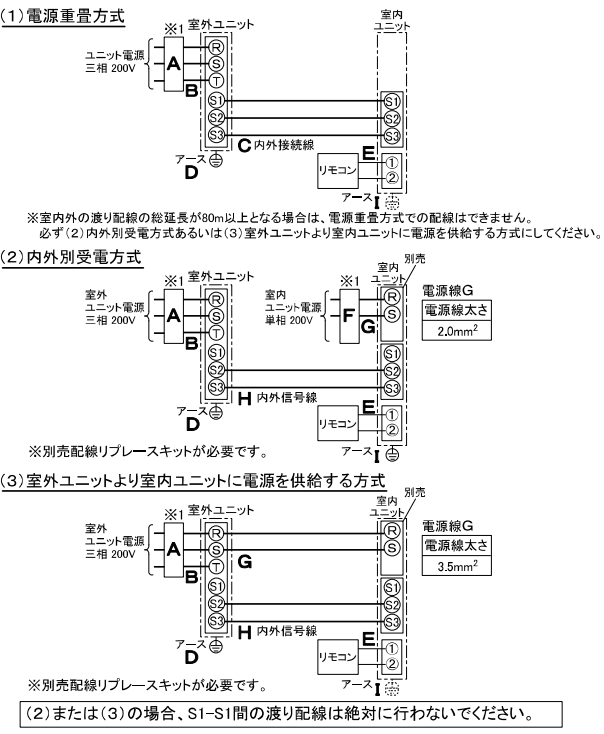 (1)電源重畳方式
※1 室外ユニット
室内
ユニット
ユニット電源
三相 200V
A
B
R
S
T
S1
S2
S3
S1
S2
S3
C 内外接続線
アース
D
リモコン
E
①
②
アース I
※室内外の渡り配線の総延長が80m以上となる場合は、電源重畳方式での配線はできません。
必ず(2)内外別受電方式あるいは(3)室外ユニットより室内ユニットに電源を供給する方式にしてください。
(2)内外別受電方式
※1 室外ユニット
※1 室内
ユニット
別売
室外
ユニット電源
三相 200V
A
B
R
S
T
S1
S2
S3
室内
ユニット電源
単相 200V
F
G
R
S
S1
S2
S3
電源線G
電源線太さ
2.0mm²
H 内外信号線
アース
D
リモコン
E
①
②
アース I
※別売配線リプレースキットが必要です。
(3)室外ユニットより室内ユニットに電源を供給する方式
※1 室外ユニット
室内
ユニット
別売
室外
ユニット電源
三相 200V
A
B
R
S
T
S1
S2
S3
G
R
S
S1
S2
S3
電源線G
電源線太さ
3.5mm²
H 内外信号線
アース
D
リモコン
E
①
②
アース I
※別売配線リプレースキットが必要です。
(2)または(3)の場合、S1-S1間の渡り配線は絶対に行わないでください。